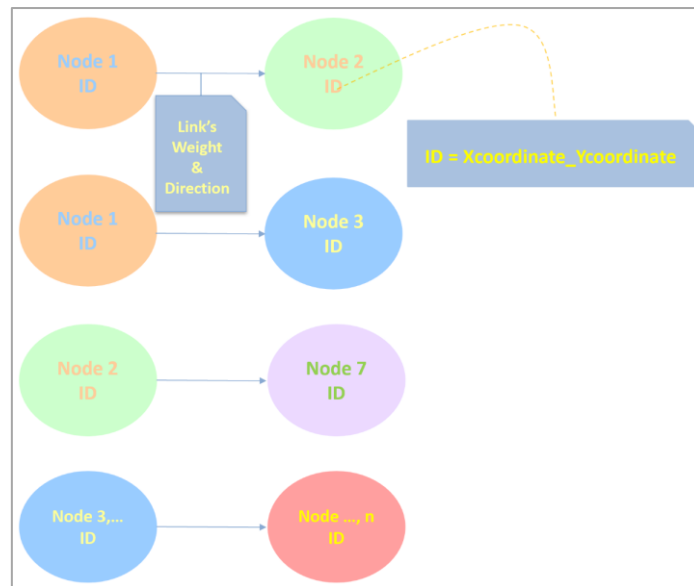 Node 1
ID
Node 2
ID
Link's
Weight
&
Direction
ID = Xcoordinate_Ycoordinate
Node 1
ID
Node 3
ID
Node 2
ID
Node 7
ID
Node 3,...
ID
Node ..., n
ID